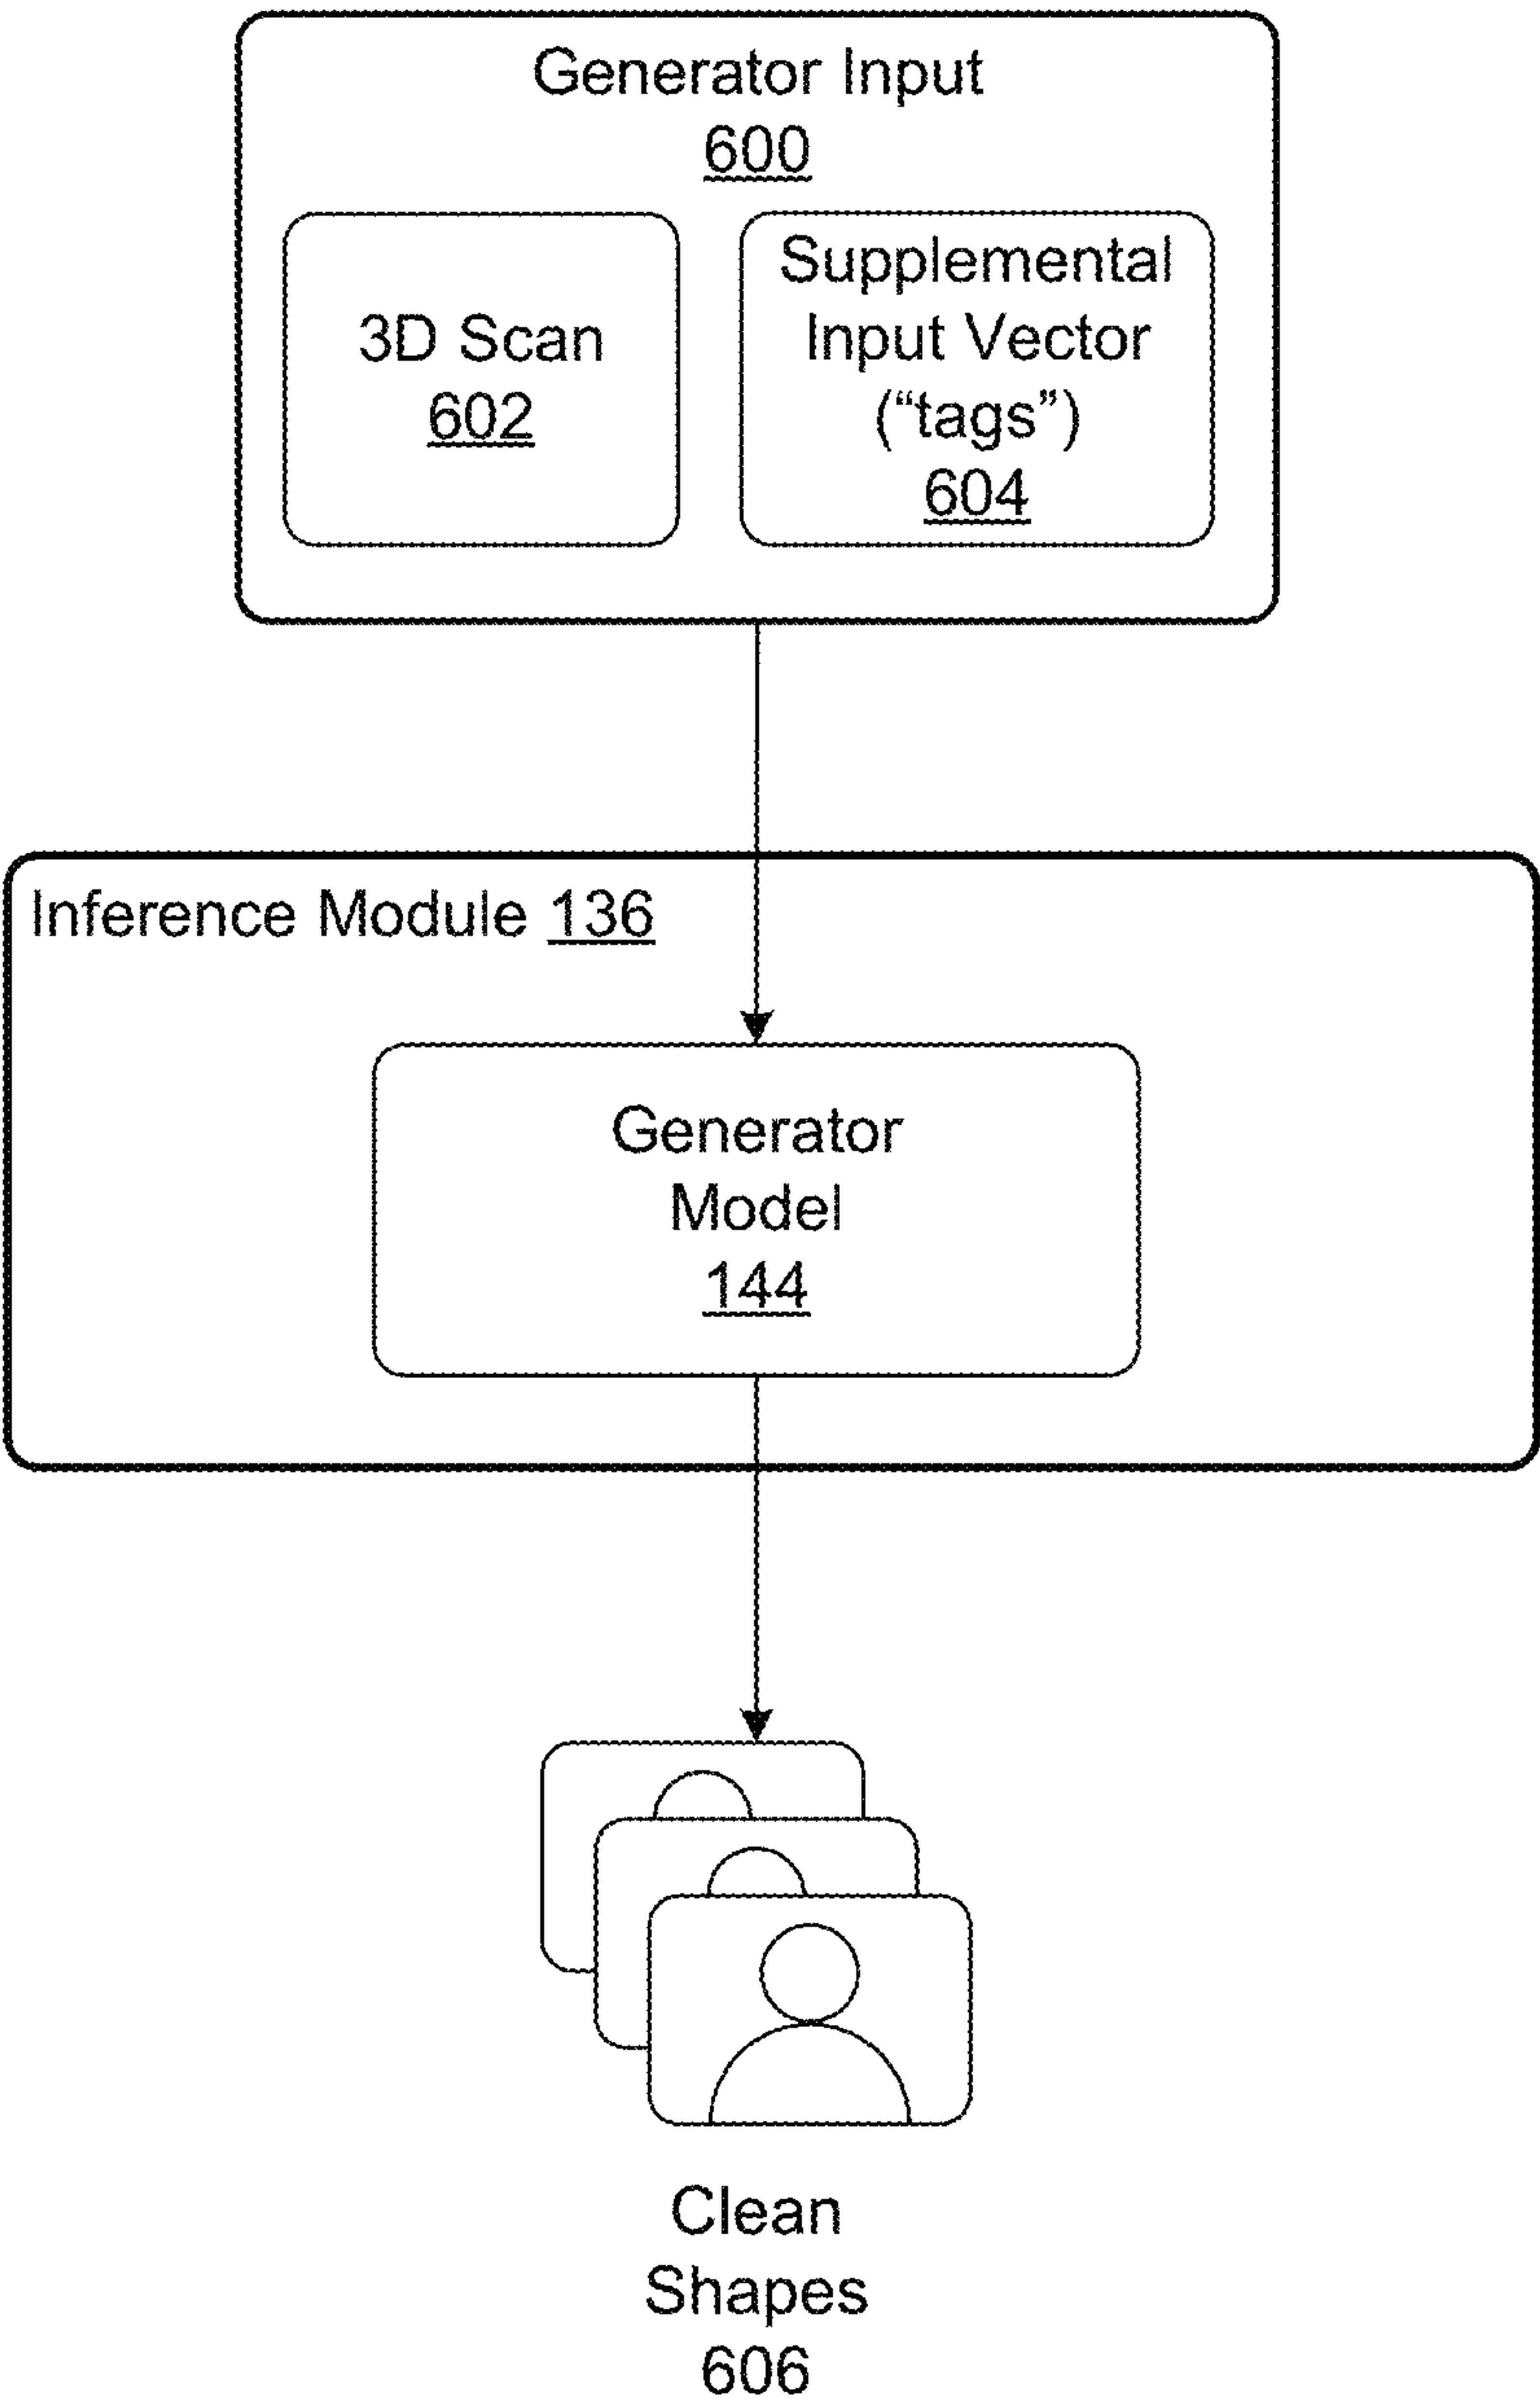 Generator Input
600
3D Scan
602
Supplemental
Input Vector
(“tags”)
604
Inference Module 136
Generator
Model
144
Clean
Shapes
606